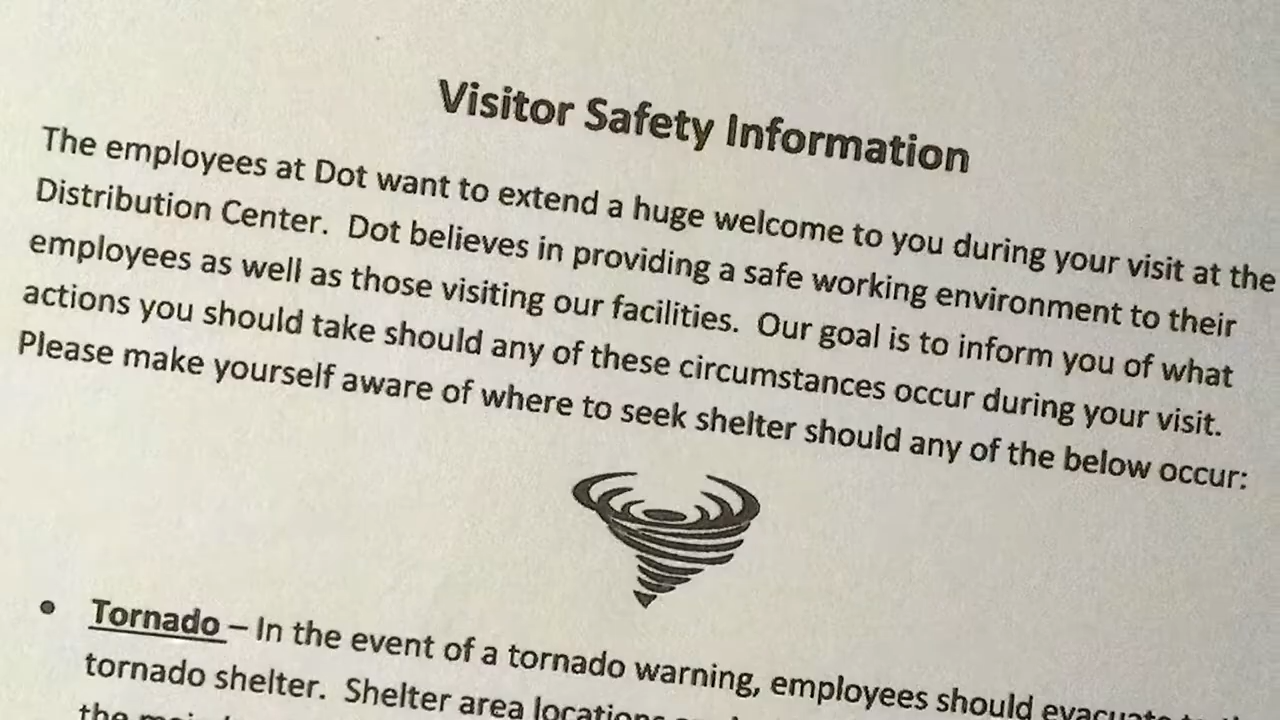 Visitor Safety Information
The employees at Dot want to extend a huge welcome to you during your visit at the
Distribution Center. Dot believes in providing a safe working environment to their
employees as well as those visiting our facilities. Our goal is to inform you of what
actions you should take should any of these circumstances occur during your visit.
Please make yourself aware of where to seek shelter should any of the below occur:
• Tornado – In the event of a tornado warning, employees should evacuate
tornado shelter. Shelter area locations
the